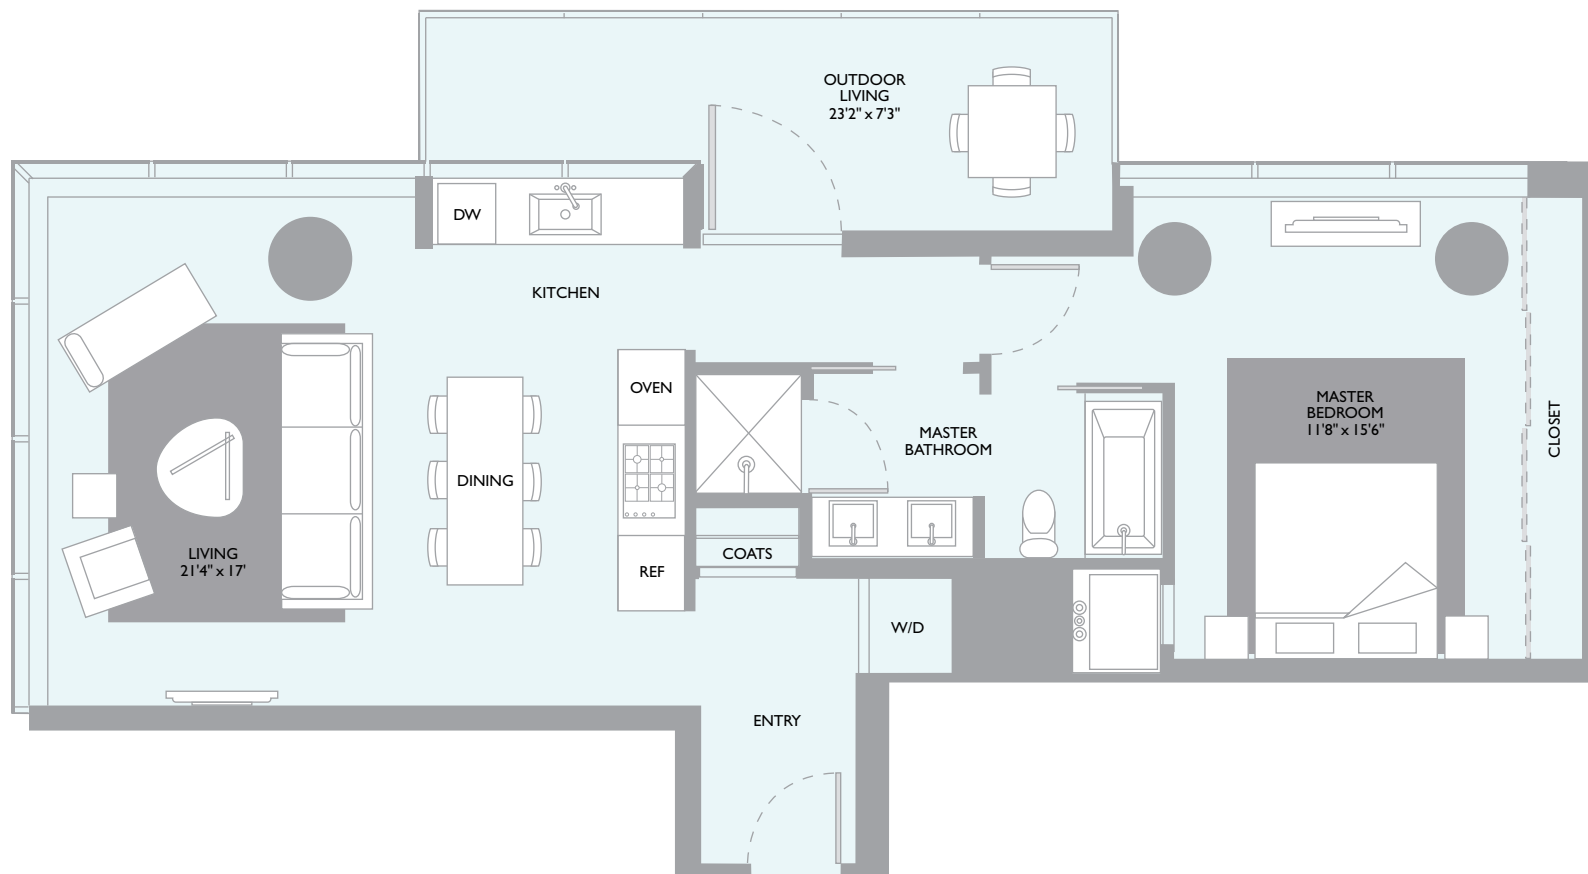 OUTDOOR
LIVING
23'2" x 7'3"
DW
KITCHEN
OVEN
MASTER
BEDROOM
11'8" x 15'6"
CLOSET
MASTER
BATHROOM
DINING
LIVING
21'4" x 17'
COATS
REF
W/D
ENTRY